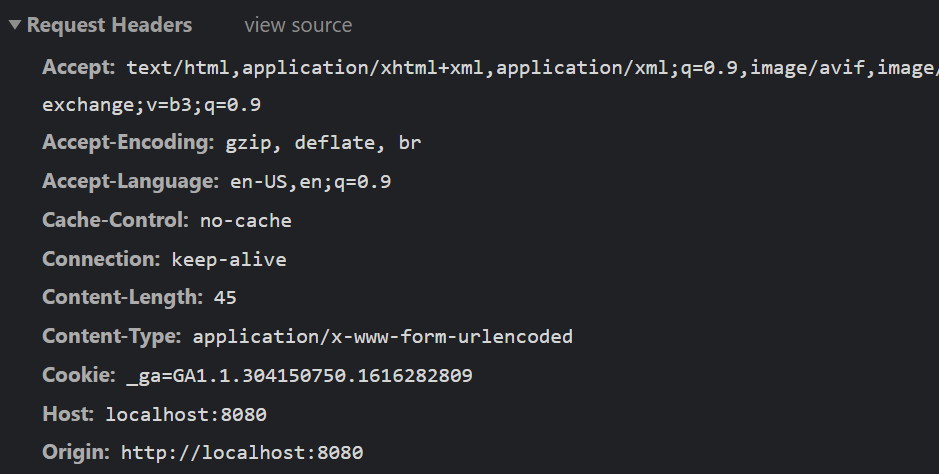 Request Headers view source
Accept: text/html,application/xhtml+xml,application/xml;q=0.9,image/avif,image/
exchange;v=b3;q=0.9
Accept-Encoding: gzip, deflate, br
Accept-Language: en-US,en;q=0.9
Cache-Control: no-cache
Connection: keep-alive
Content-Length: 45
Content-Type: application/x-www-form-urlencoded
Cookie: _ga=GA1.1.304150750.1616282809
Host: localhost:8080
Origin: http://localhost:8080